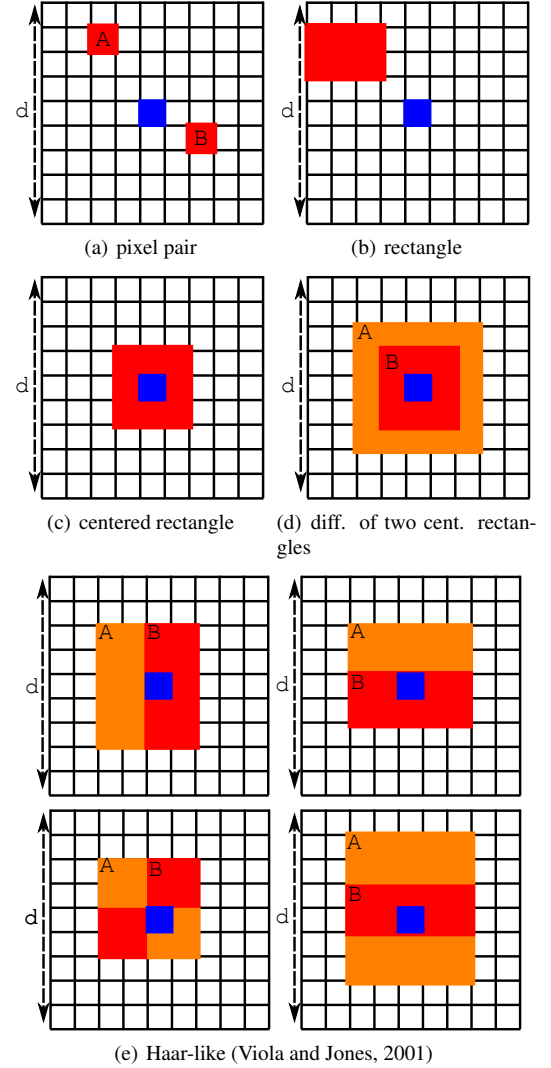 A
d
B
(a) pixel pair
d
(b) rectangle
d
(c) centered rectangle
A
B
d
(d) diff. of two cent. rectan-
gles
A B
d
A
B
d
A B
d
A
B
d
(e) Haar-like (Viola and Jones, 2001)